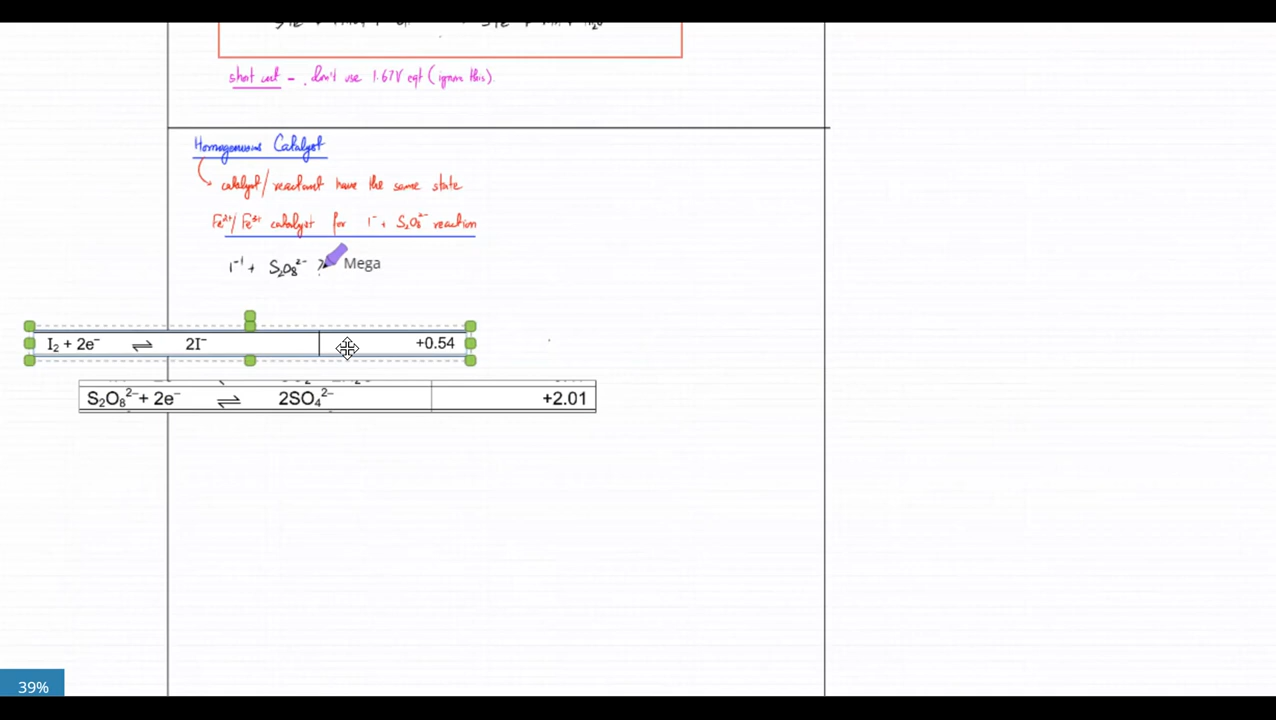 short cut - don't use 1.67V eqt (ignore this)
Homogeneous Catalyst
catalyst/reactant have the same state
Fe²⁺/Fe³⁺ catalyst for I⁻ + S₂O₈²⁻ reaction
I⁻¹ + S₂O₈²⁻
Mega
I₂ + 2e⁻ ⇌ 2I⁻ +0.54
S₂O₈²⁻ + 2e⁻ ⇌ 2SO₄²⁻ +2.01
39%